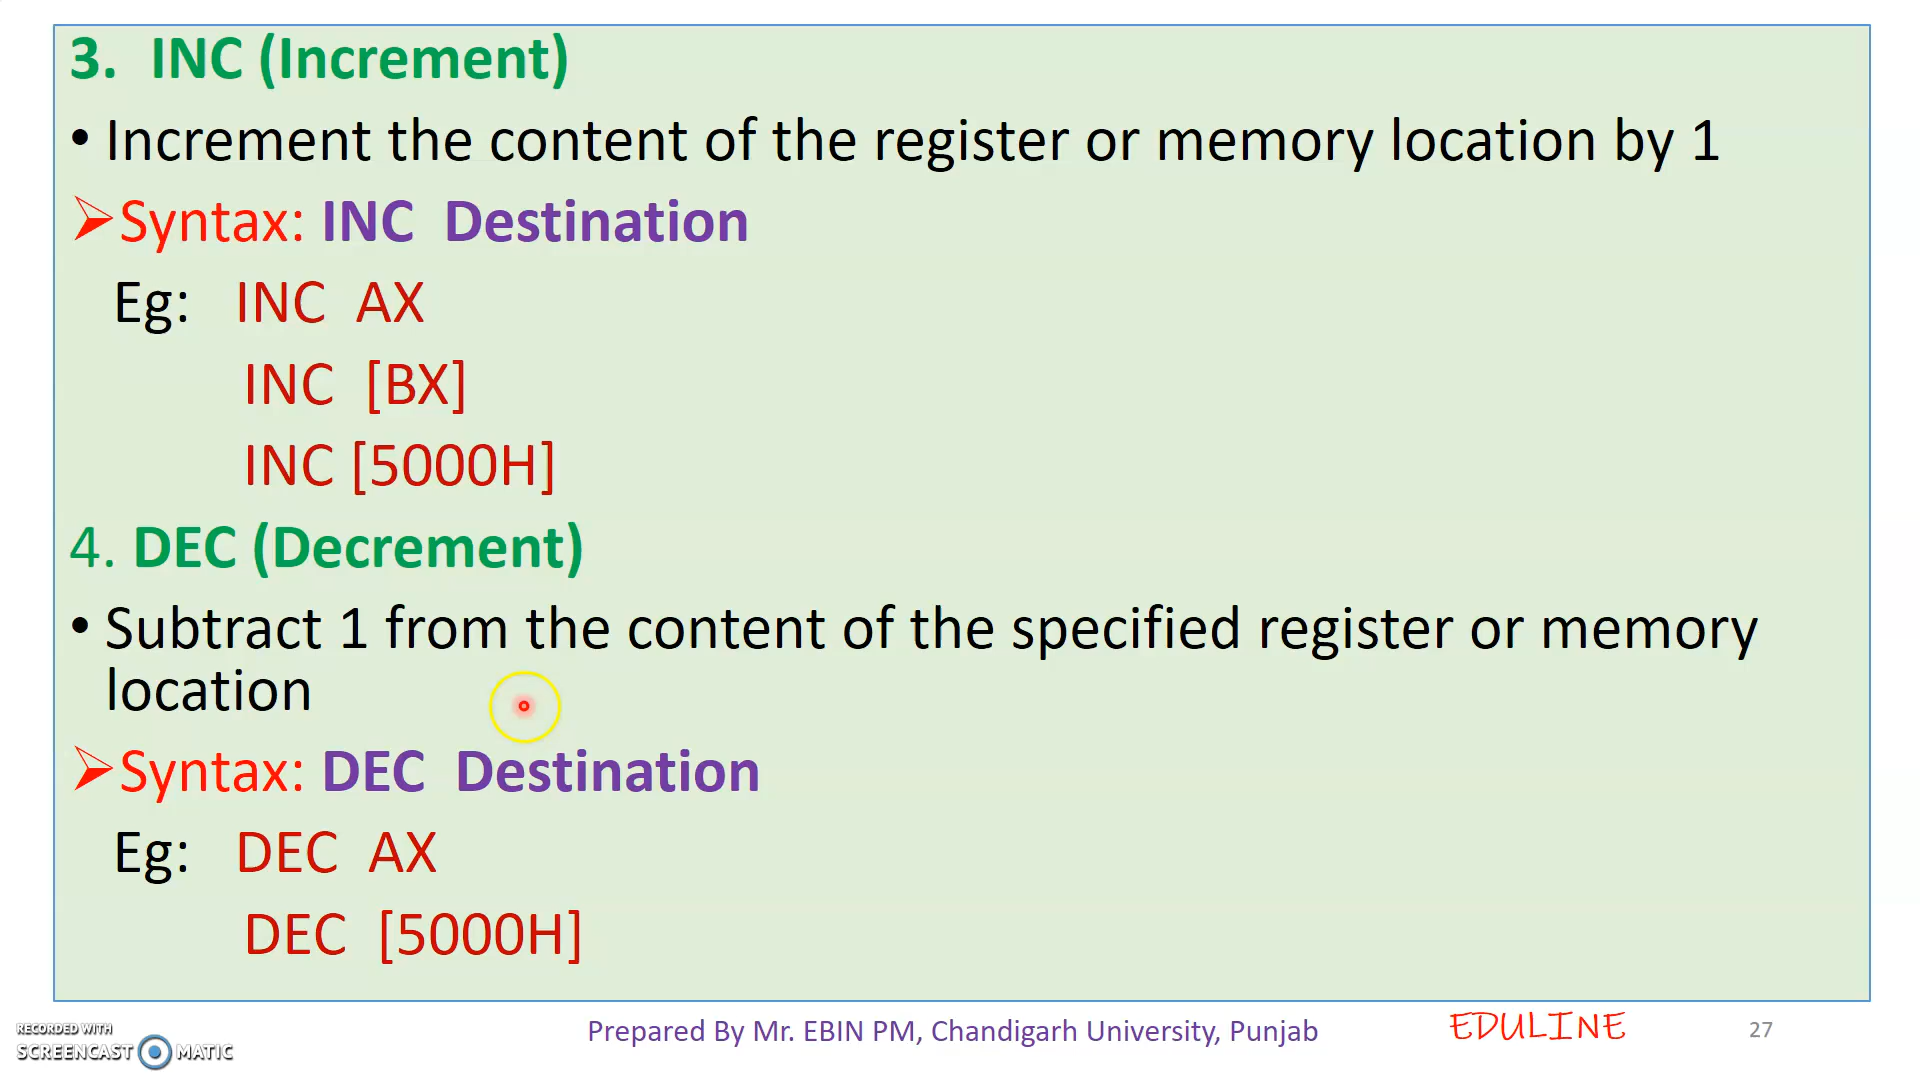 3. INC (Increment)
• Increment the content of the register or memory location by 1
➢Syntax: INC Destination
Eg: INC AX
INC [BX]
INC [5000H]
4. DEC (Decrement)
• Subtract 1 from the content of the specified register or memory
location
➢Syntax: DEC Destination
Eg: DEC AX
DEC [5000H]
RECORDED WITH
SCREENCAST MATIC
Prepared By Mr. EBIN PM, Chandigarh University, Punjab
EDULINE
27